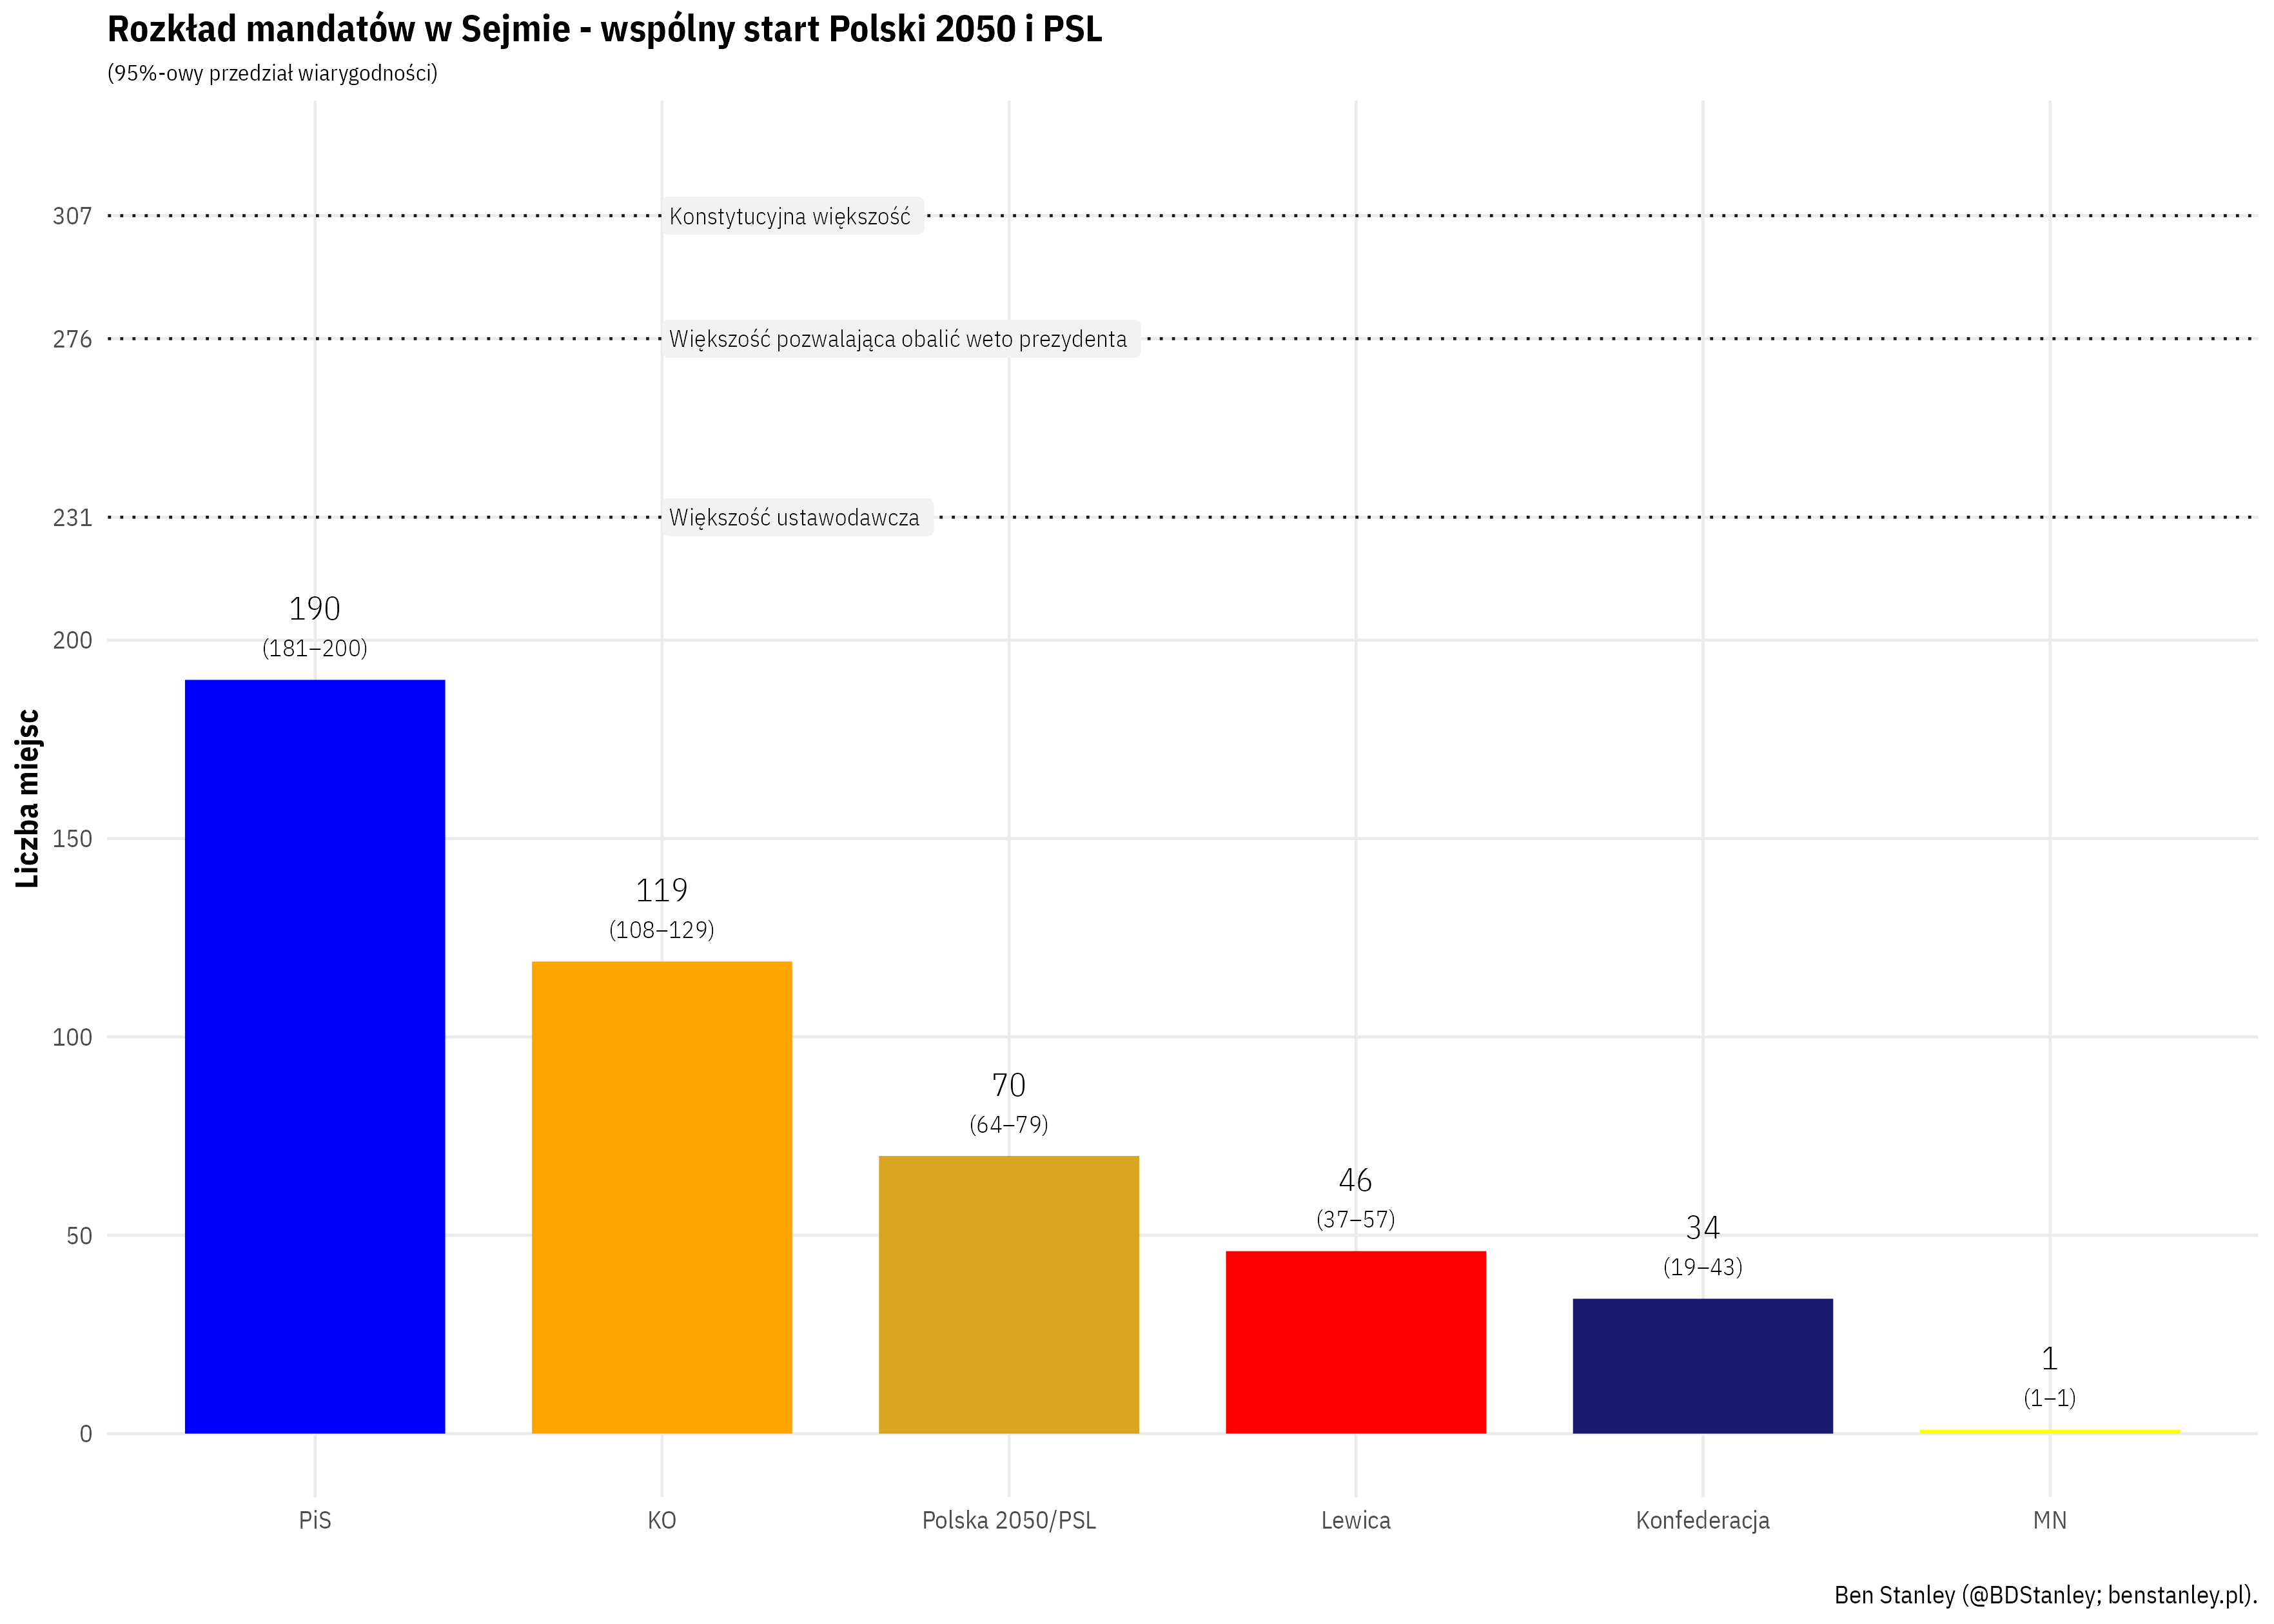 Rozkład mandatów w Sejmie - wspólny start Polski 2050 i PSL
(95%-owy przedział wiarygodności)
307
Konstytucyjna większość
276
Większość pozwalająca obalić weto prezydenta
231
Większość ustawodawcza
190
(181–200)
200
Liczba miejsc
150
119
(108–129)
100
70
(64–79)
46
(37–57)
50
34
(19–43)
1
(1–1)
0
PiS
KO
Polska 2050/PSL
Lewica
Konfederacja
MN
Ben Stanley (@BDStanley; benstanley.pl).